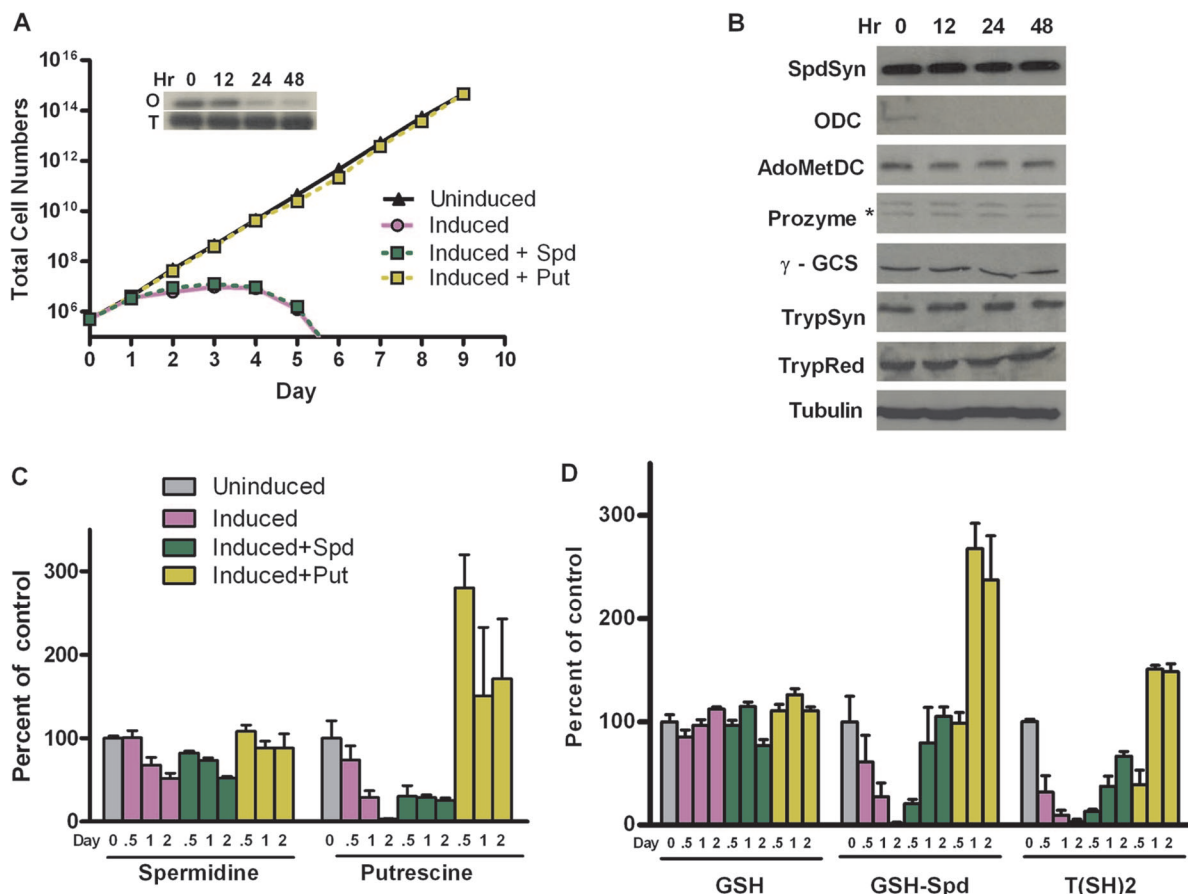 A
Total Cell Numbers
10^16
10^14
10^12
10^10
10^8
10^6
Hr 0 12 24 48
O
T
Uninduced
Induced
Induced + Spd
Induced + Put
0 1 2 3 4 5 6 7 8 9 10
Day
B
Hr 0 12 24 48
SpdSyn
ODC
AdoMetDC
Prozyme *
γ - GCS
TrypSyn
TrypRed
Tubulin
C
Uninduced
Induced
Induced+Spd
Induced+Put
Percent of control
300
200
100
0
Day 0 .5 1 2 .5 1 2 .5 1 2 0 .5 1 2 .5 1 2 .5 1 2
Spermidine Putrescine
D
Percent of control
300
200
100
0
Day 0 .5 1 2 .5 1 2 .5 1 2 0 .5 1 2 .5 1 2 .5 1 2 0 .5 1 2 .5 1 2 .5 1 2
GSH GSH-Spd T(SH)2